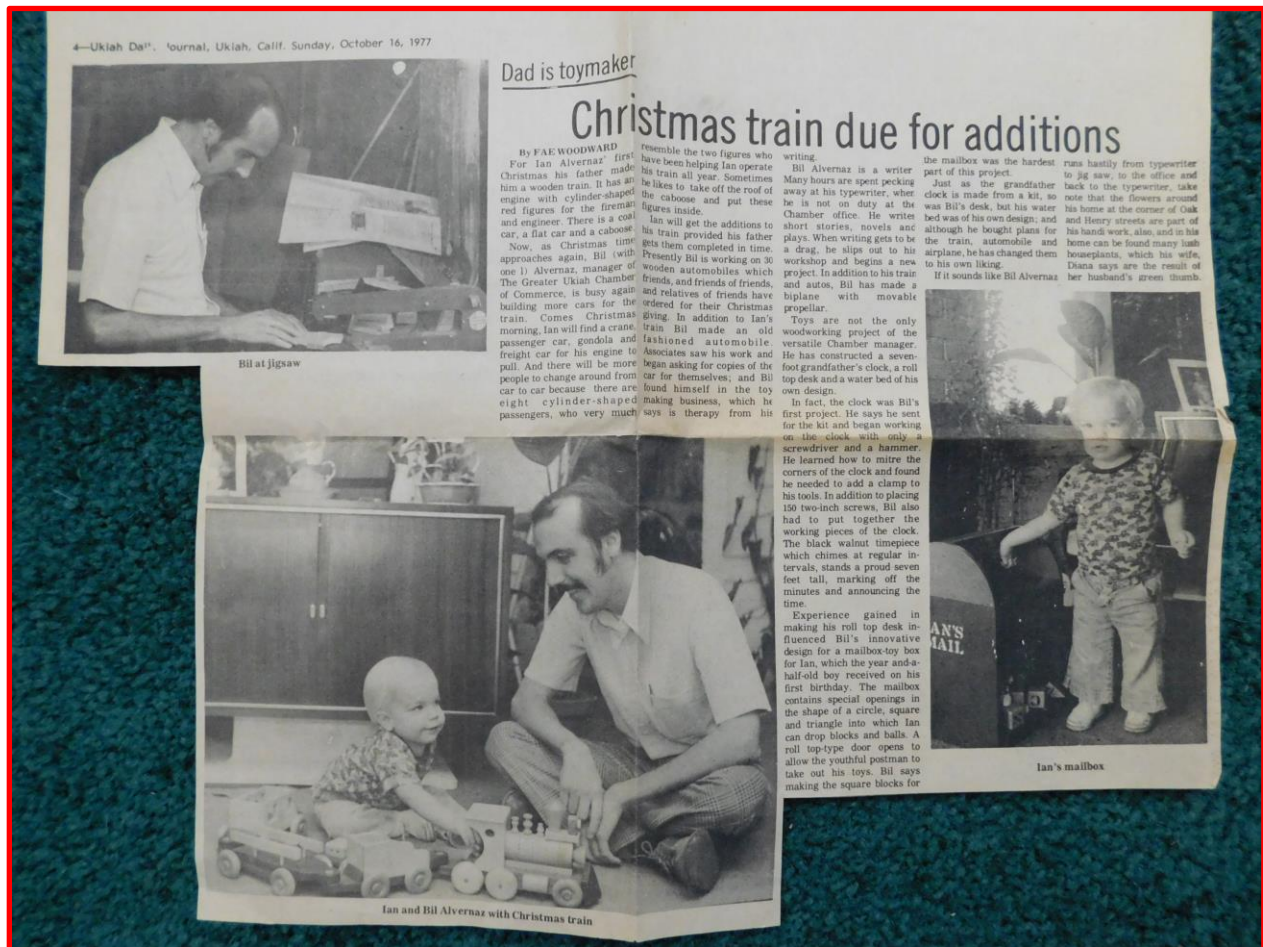 4—Ukiah Da. Journal, Ukiah, Calif. Sunday, October 16, 1977
Dad is toymaker
Christmas train due for additions
By FAE WOODWARD
For Ian Alvernaz' first
Christmas his father made
him a wooden train. It has an
engine with cylinder-shaped
red figures for the fireman
and engineer. There is a coal
car, a flat car and a caboose.
Now, as Christmas time
approaches again, Bil (with
one l) Alvernaz, manager of
The Greater Ukiah Chamber
of Commerce, is busy again
building more cars for the
train. Comes Christmas
morning, Ian will find a crane,
passenger car, gondola and
freight car for his engine to
pull. And there will be more
people to change around from
car to car because there are
eight cylinder-shaped
passengers, who very much
resemble the two figures who
have been helping Ian operate
his train all year. Sometimes
he likes to take off the roof of
the caboose and put these
figures inside.
Ian will get the additions to
his train provided his father
gets them completed in time.
Presently Bil is working on 30
wooden automobiles which
friends, and friends of friends,
and relatives of friends have
ordered for their Christmas
giving. In addition to Ian's
train Bil made an old
fashioned automobile.
Associates saw his work and
began asking for copies of the
car for themselves; and Bil
found himself in the toy
making business, which he
says is therapy from his
writing.
Bil Alvernaz is a writer
Many hours are spent pecking
away at his typewriter, when
he is not on duty at the
Chamber office. He writes
short stories, novels and
plays. When writing gets to be
a drag, he slips out to his
workshop and begins a new
project. In addition to his train
and autos, Bil has made a
biplane with movable
propellar.
Toys are not the only
woodworking project of the
versatile Chamber manager.
He has constructed a seven-
foot grandfather's clock, a roll
top desk and a water bed of his
own design.
In fact, the clock was Bil's
first project. He says he sent
for the kit and began working
on the clock with only a
screwdriver and a hammer.
He learned how to mitre the
corners of the clock and found
he needed to add a clamp to
his tools. In addition to placing
150 two-inch screws, Bil also
had to put together the
working pieces of the clock.
The black walnut timepiece
which chimes at regular in-
tervals, stands a proud seven
feet tall, marking off the
minutes and announcing the
time.
Experience gained in
making his roll top desk in-
fluenced Bil's innovative
design for a mailbox-toy box
for Ian, which the year and-a-
half-old boy received on his
first birthday. The mailbox
contains special openings in
the shape of a circle, square
and triangle into which Ian
can drop blocks and balls. A
roll top-type door opens to
allow the youthful postman to
take out his toys. Bil says
making the square blocks for
the mailbox was the hardest
part of this project.
Just as the grandfather
clock is made from a kit, so
was Bil's desk, but his water
bed was of his own design; and
although he bought plans for
the train, automobile and
airplane, he has changed them
to his own liking.
If it sounds like Bil Alvernaz
runs hastily from typewriter
to jig saw, to the office and
back to the typewriter, take
note that the flowers around
his home at the corner of Oak
and Henry streets are part of
his handi work, also, and in his
home can be found many lush
houseplants, which his wife,
Diana says are the result of
her husband's green thumb.
Bil at jigsaw
Ian and Bil Alvernaz with Christmas train
IAN'S
MAIL
Ian's mailbox